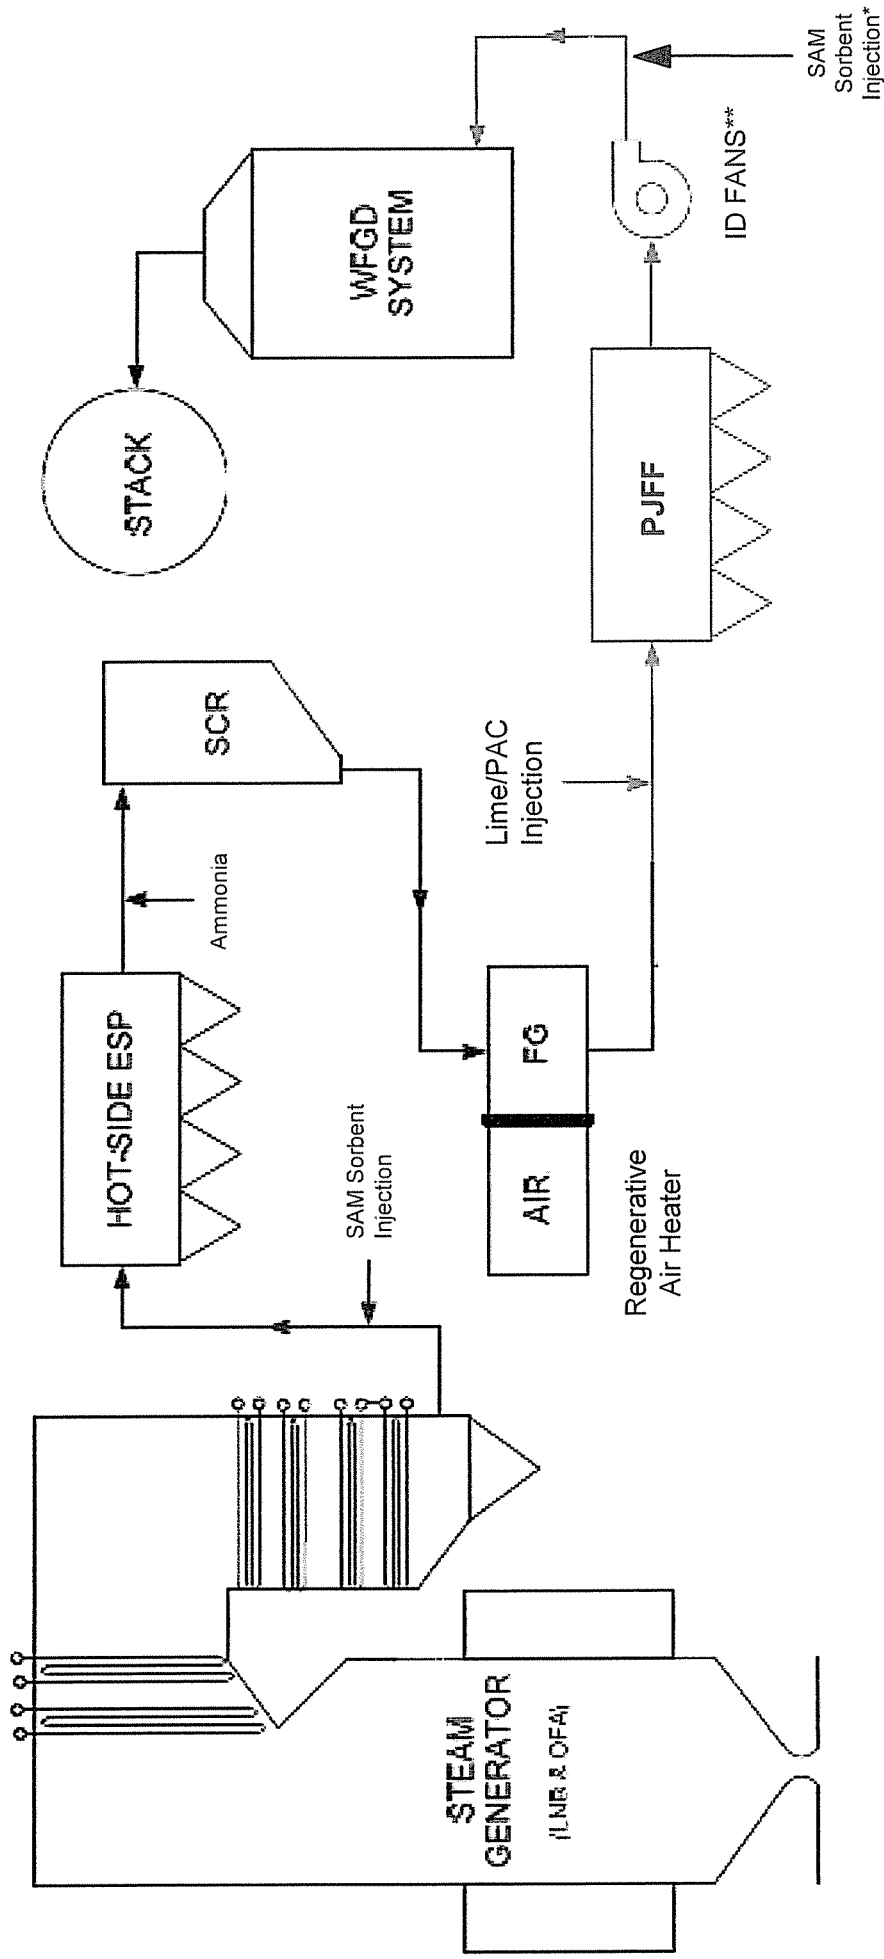 STEAM
GENERATOR
(LNB & OFA)
HOT-SIDE ESP
SAM Sorbent
Injection
Ammonia
SCR
AIR
FG
Regenerative
Air Heater
Lime/PAC
Injection
PJFF
ID FANS**
SAM
Sorbent
Injection*
WFGD
SYSTEM
STACK